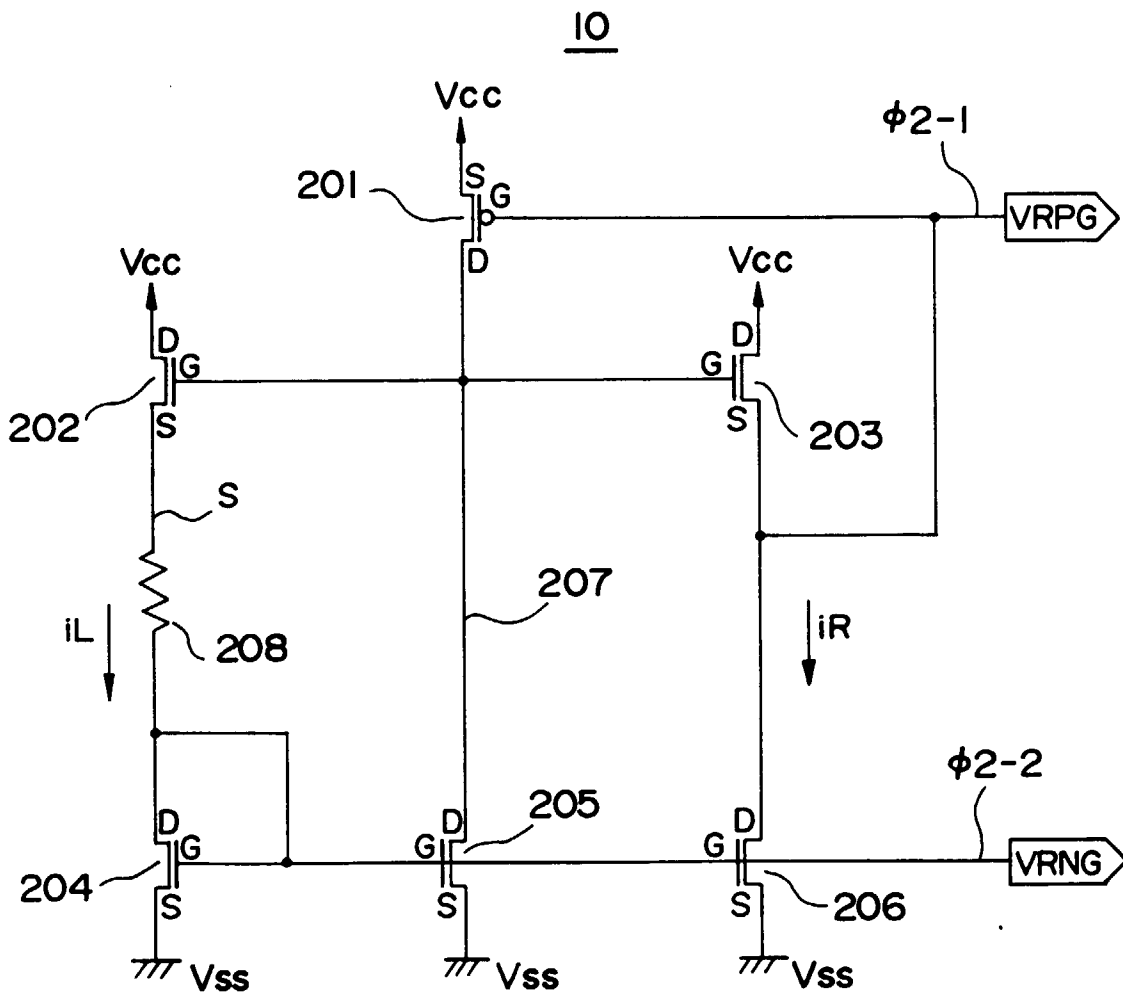 10
Vcc
φ2-1
201
S
G
VRPG
D
Vcc
Vcc
D
G
D
G
202
S
S
203
S
207
iL
208
iR
φ2-2
D
G
205
D
G
D
G
VRNG
204
S
S
S
206
Vss
Vss
Vss